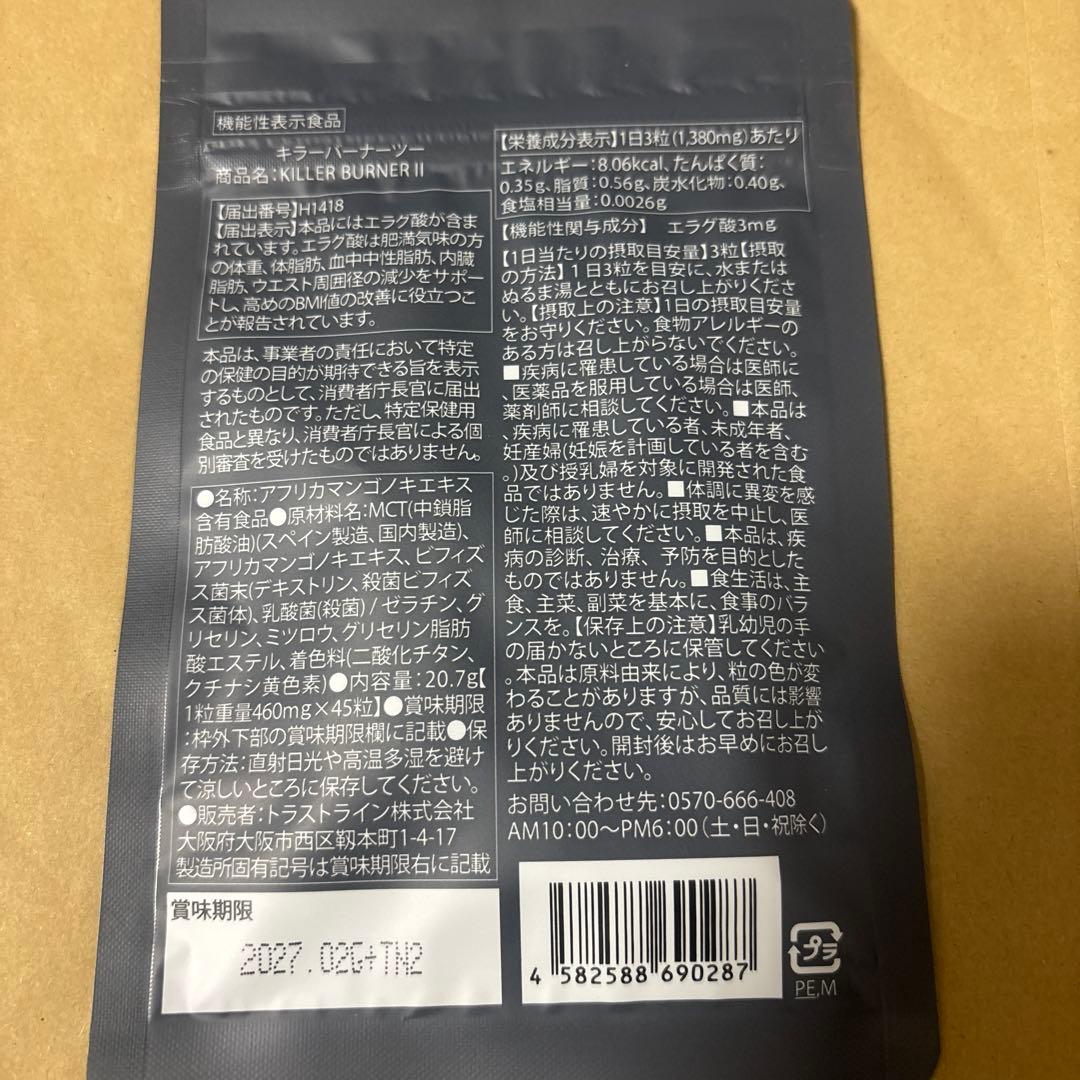 機能性表示食品
キラーバーナーツー
商品名:KILLER BURNER II
【届出番号】H1418
【届出表示】本品にはエラグ酸が含ま
れています。エラグ酸は肥満気味の方
の体重、体脂肪、血中中性脂肪、内臓
脂肪、ウエスト周囲径の減少をサポー
トし、高めのBMI値の改善に役立つこ
とが報告されています。
本品は、事業者の責任において特定
の保健の目的が期待できる旨を表示
するものとして、消費者庁長官に届出
されたものです。ただし、特定保健用
食品と異なり、消費者庁長官による個
別審査を受けたものではありません。
●名称:アフリカマンゴノキエキス
含有食品●原材料名:MCT(中鎖脂
肪酸油)(スペイン製造、国内製造)、
アフリカマンゴノキエキス、ビフィズ
ス菌末(デキストリン、殺菌ビフィズ
ス菌体)、乳酸菌(殺菌) / ゼラチン、グ
リセリン、ミツロウ、グリセリン脂肪
酸エステル、着色料(二酸化チタン、
クチナシ黄色素)●内容量:20.7g【
1粒重量460mg×45粒】●賞味期限
:枠外下部の賞味期限欄に記載●保
存方法:直射日光や高温多湿を避け
て涼しいところに保存してください。
●販売者:トラストライン株式会社
大阪府大阪市西区靱本町1-4-17
製造所固有記号は賞味期限右に記載
賞味期限
2027.02G+TN2
【栄養成分表示】1日3粒(1,380mg)あたり
エネルギー:8.06kcal、たんぱく質:
0.35g、脂質:0.56g、炭水化物:0.40g、
食塩相当量:0.0026g
【機能性関与成分】 エラグ酸3mg
【1日当たりの摂取目安量】3粒【摂取
の方法】1日3粒を目安に、水または
ぬるま湯とともにお召し上がりくださ
い。【摂取上の注意】1日の摂取目安量
をお守りください。食物アレルギーの
ある方は召し上がらないでください。
■疾病に罹患している場合は医師に
、医薬品を服用している場合は医師、
薬剤師に相談してください。■本品は
、疾病に罹患している者、未成年者、
妊産婦(妊娠を計画している者を含む
。)及び授乳婦を対象に開発された食
品ではありません。■体調に異変を感
じた際は、速やかに摂取を中止し、医
師に相談してください。■本品は、疾
病の診断、治療、予防を目的とした
ものではありません。■食生活は、主
食、主菜、副菜を基本に、食事のバラ
ンスを。【保存上の注意】乳幼児の手
の届かないところに保管してください
。本品は原料由来により、粒の色が変
わることがありますが、品質には影響
ありませんので、安心してお召し上が
りください。開封後はお早めにお召し
上がりください。
お問い合わせ先:0570-666-408
AM10:00〜PM6:00(土・日・祝除く)
4 582588 690287
プラ
PE,M